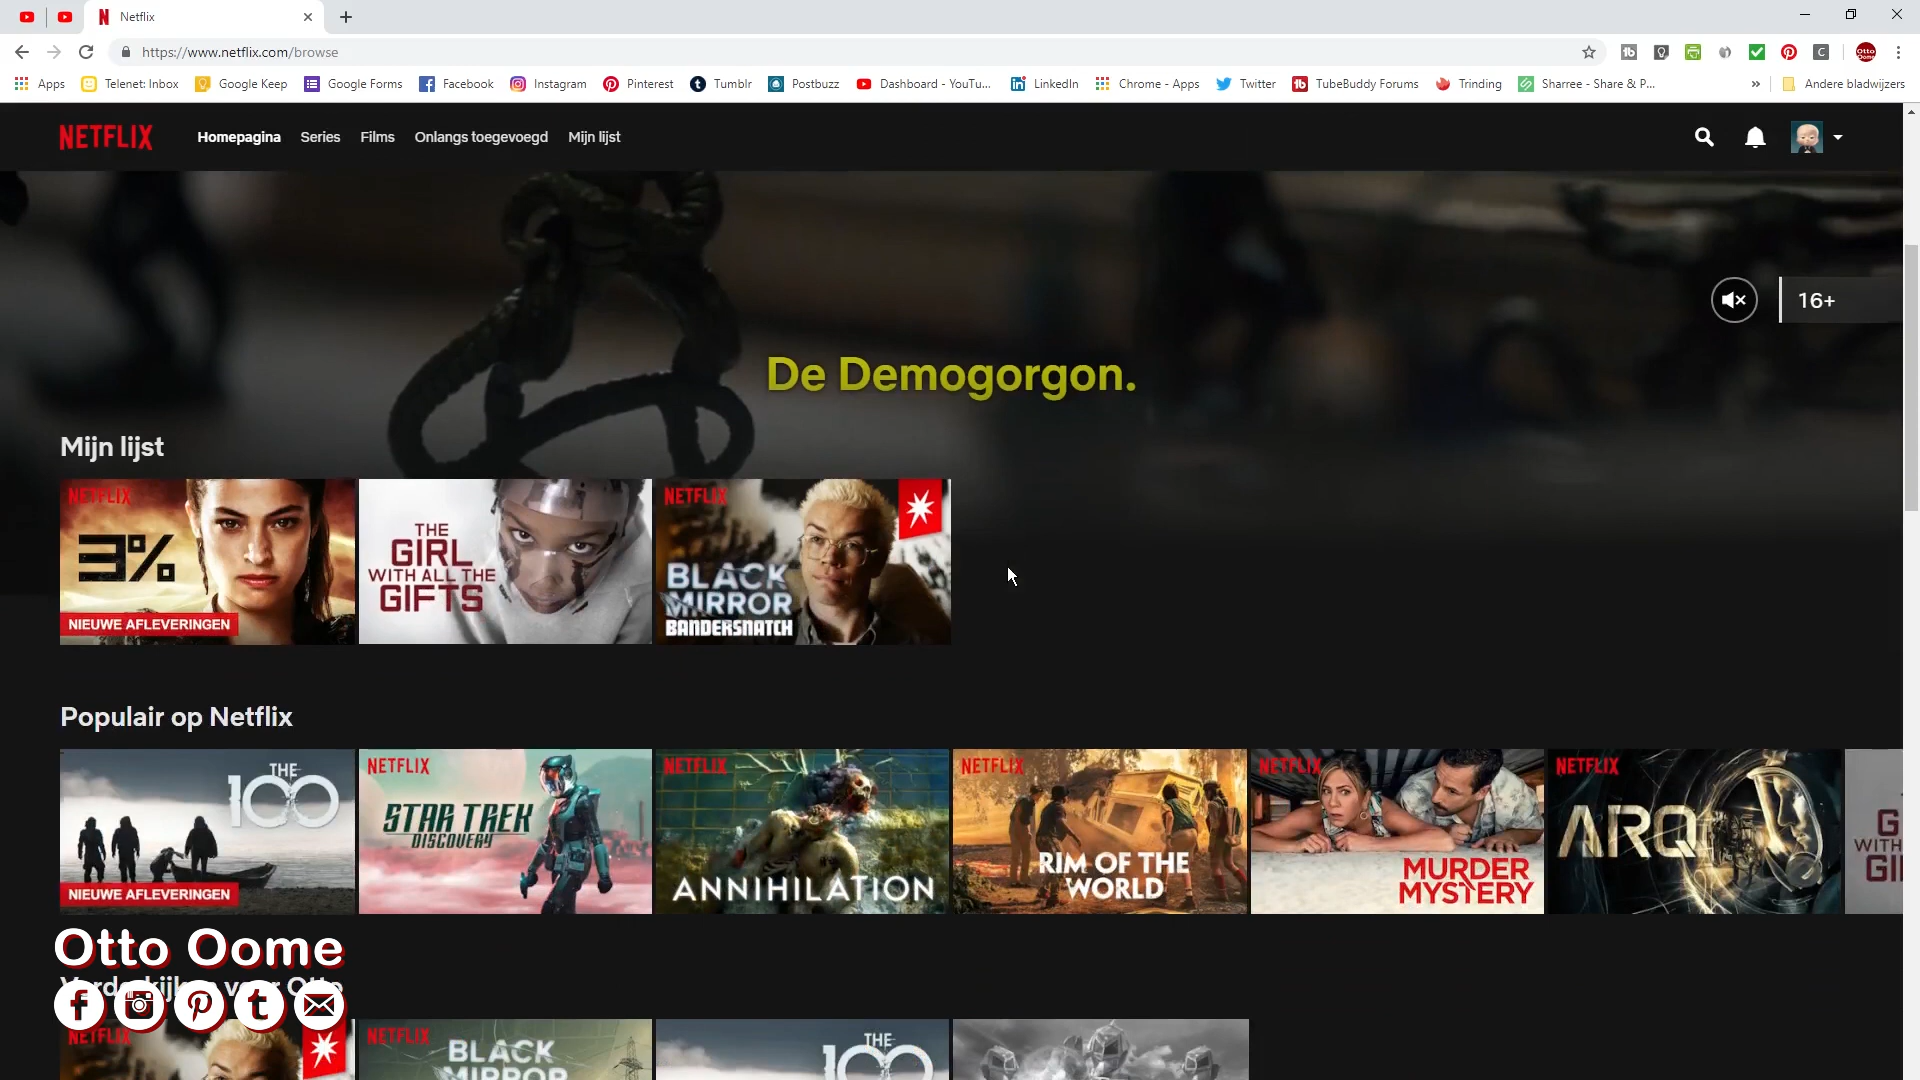 Netflix
https://www.netflix.com/browse
Apps
Telenet: Inbox
Google Keep
Google Forms
Facebook
Instagram
Pinterest
Tumblr
Postbuzz
Dashboard - YouTu...
LinkedIn
Chrome - Apps
Twitter
TubeBuddy Forums
Trinding
Sharree - Share & P...
»
Andere bladwijzers
NETFLIX
Homepagina
Series
Films
Onlangs toegevoegd
Mijn lijst
16+
De Demogorgon.
Mijn lijst
NETFLIX
3%
NIEUWE AFLEVERINGEN
THE
GIRL
WITH ALL THE
GIFTS
NETFLIX
BLACK
MIRROR
BANDERSNATCH
Populair op Netflix
THE
100
NIEUWE AFLEVERINGEN
NETFLIX
STAR TREK
DISCOVERY
NETFLIX
ANNIHILATION
NETFLIX
RIM OF THE
WORLD
NETFLIX
MURDER
MYSTERY
NETFLIX
ARQ
Otto Oome
NETFLIX
NETFLIX
BLACK
MIRROR
THE
100